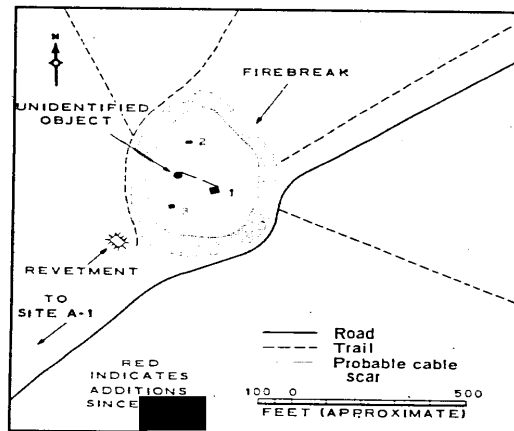 N
FIREBREAK
UNIDENTIFIED
OBJECT
2
1
3
REVETMENT
TO
SITE A-1
Road
Trail
Probable cable
scar
RED
INDICATES
ADDITIONS
SINCE
100 0 500
FEET (APPROXIMATE)